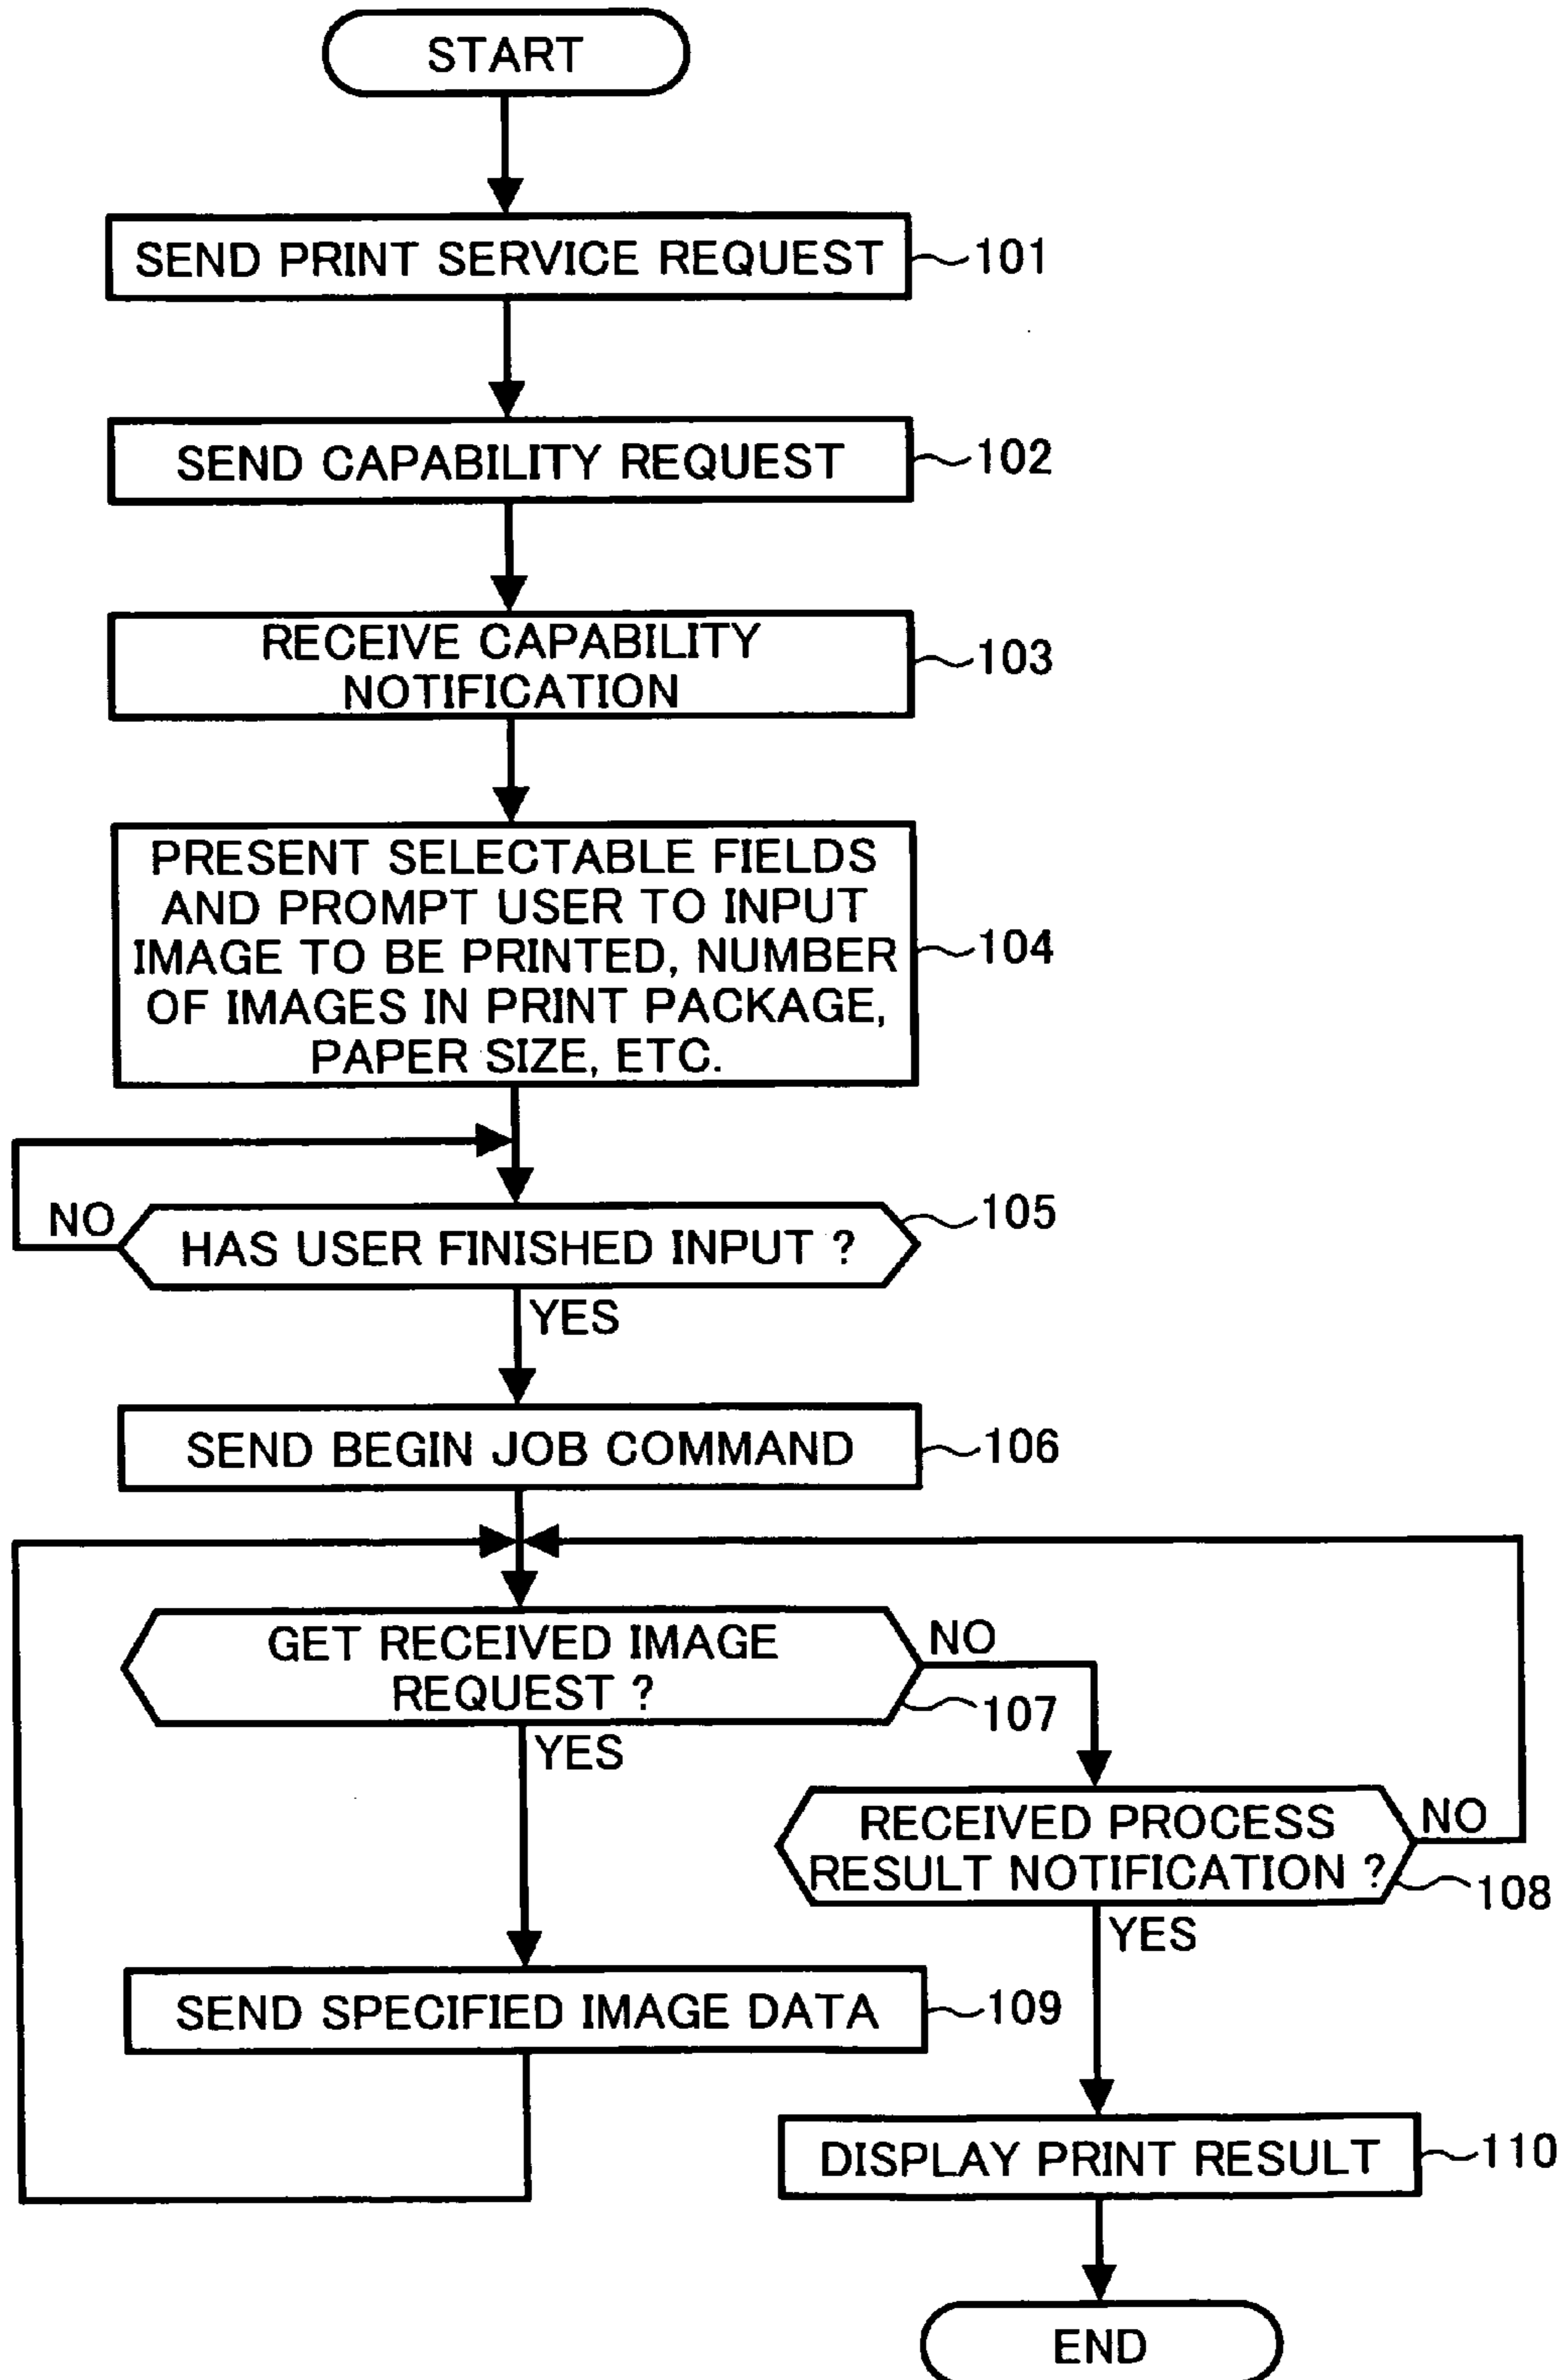 START
SEND PRINT SERVICE REQUEST
101
SEND CAPABILITY REQUEST
102
RECEIVE CAPABILITY
NOTIFICATION
103
PRESENT SELECTABLE FIELDS
AND PROMPT USER TO INPUT
IMAGE TO BE PRINTED, NUMBER
OF IMAGES IN PRINT PACKAGE,
PAPER SIZE, ETC.
104
NO
HAS USER FINISHED INPUT ?
105
YES
SEND BEGIN JOB COMMAND
106
GET RECEIVED IMAGE
REQUEST ?
NO
107
YES
RECEIVED PROCESS
RESULT NOTIFICATION ?
NO
108
YES
SEND SPECIFIED IMAGE DATA
109
DISPLAY PRINT RESULT
110
END